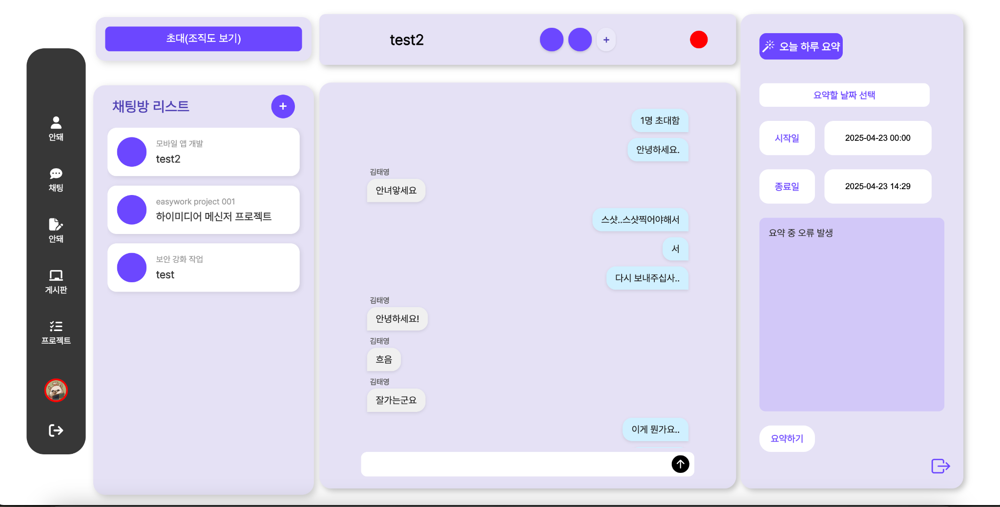 안돼
채팅
안돼
게시판
프로젝트
초대(조직도 보기)
채팅방 리스트
+
모바일 앱 개발
test2
easywork project 001
하이미디어 메신저 프로젝트
보안 강화 작업
test
test2
+
1명 초대함
안녕하세요.
김태영
안녀앟세요
스샷..스샷찍어야해서
서
다시 보내주십사..
김태영
안녕하세요!
김태영
흐음
김태영
잘가는군요
이게 뭔가요..
오늘 하루 요약
요약할 날짜 선택
시작일
2025-04-23 00:00
종료일
2025-04-23 14:29
요약 중 오류 발생
요약하기